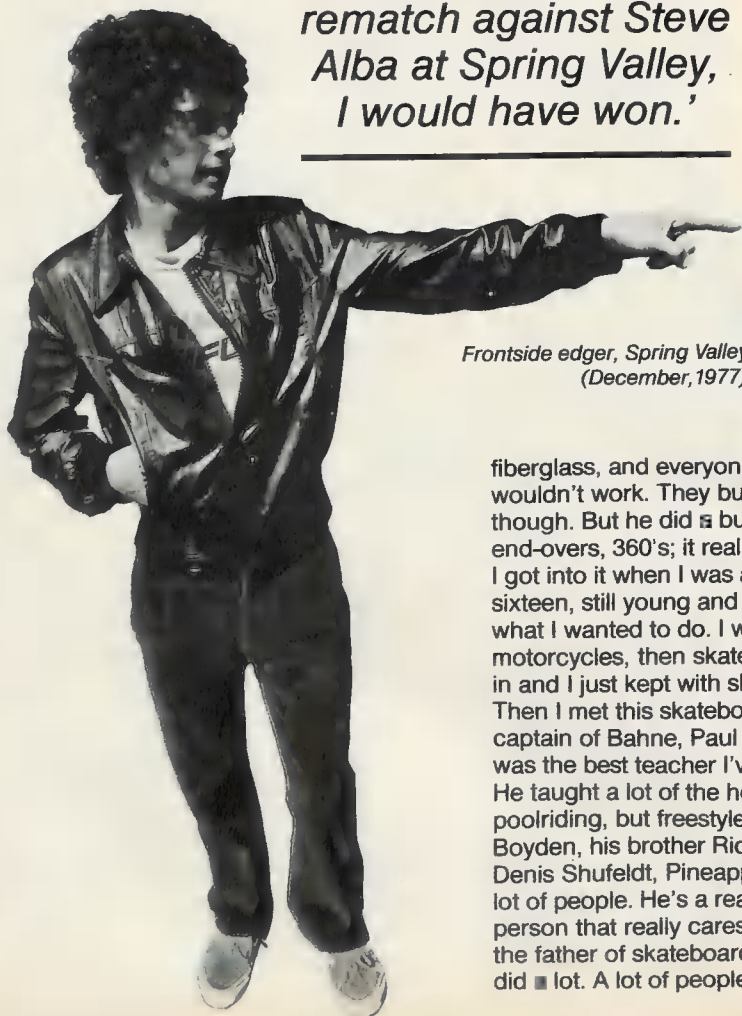 rematch against Steve
Alba at Spring Valley,
I would have won.'
Frontside edger, Spring Valley
(December, 1977)
fiberglass, and everyon
wouldn't work. They bu
though. But he did a bu
end-overs, 360's; it real
I got into it when I was a
sixteen, still young and
what I wanted to do. I w
motorcycles, then skate
in and I just kept with sl
Then I met this skatebo
captain of Bahne, Paul
was the best teacher I'v
He taught a lot of the h
poolriding, but freestyle
Boyden, his brother Ric
Denis Shufeldt, Pineap
lot of people. He's a rea
person that really cares
the father of skateboar
did a lot. A lot of people